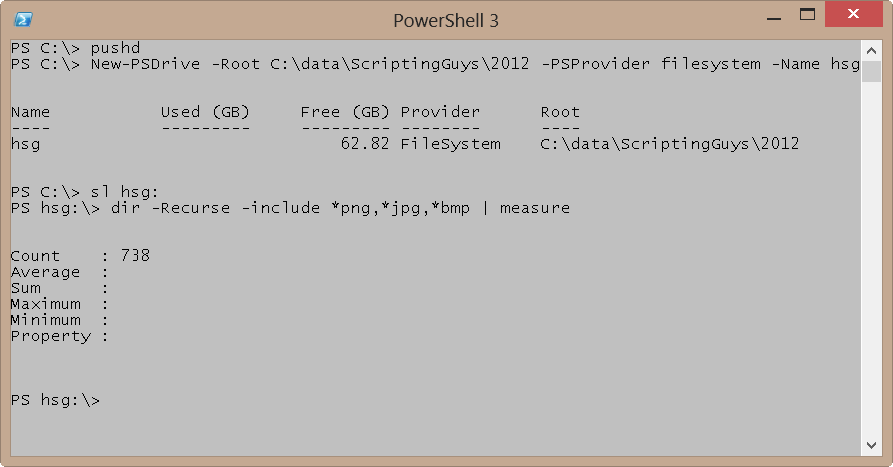 PowerShell 3
PS C:\> pushd
PS C:\> New-PSDrive -Root C:\data\ScriptingGuys\2012 -PSProvider filesystem -Name hsg
Name Used (GB) Free (GB) Provider Root
---- --------- --------- -------- ----
hsg 62.82 FileSystem C:\data\ScriptingGuys\2012
PS C:\> sl hsg:
PS hsg:\> dir -Recurse -include *png,*jpg,*bmp | measure
Count : 738
Average :
Sum :
Maximum :
Minimum :
Property :
PS hsg:\>